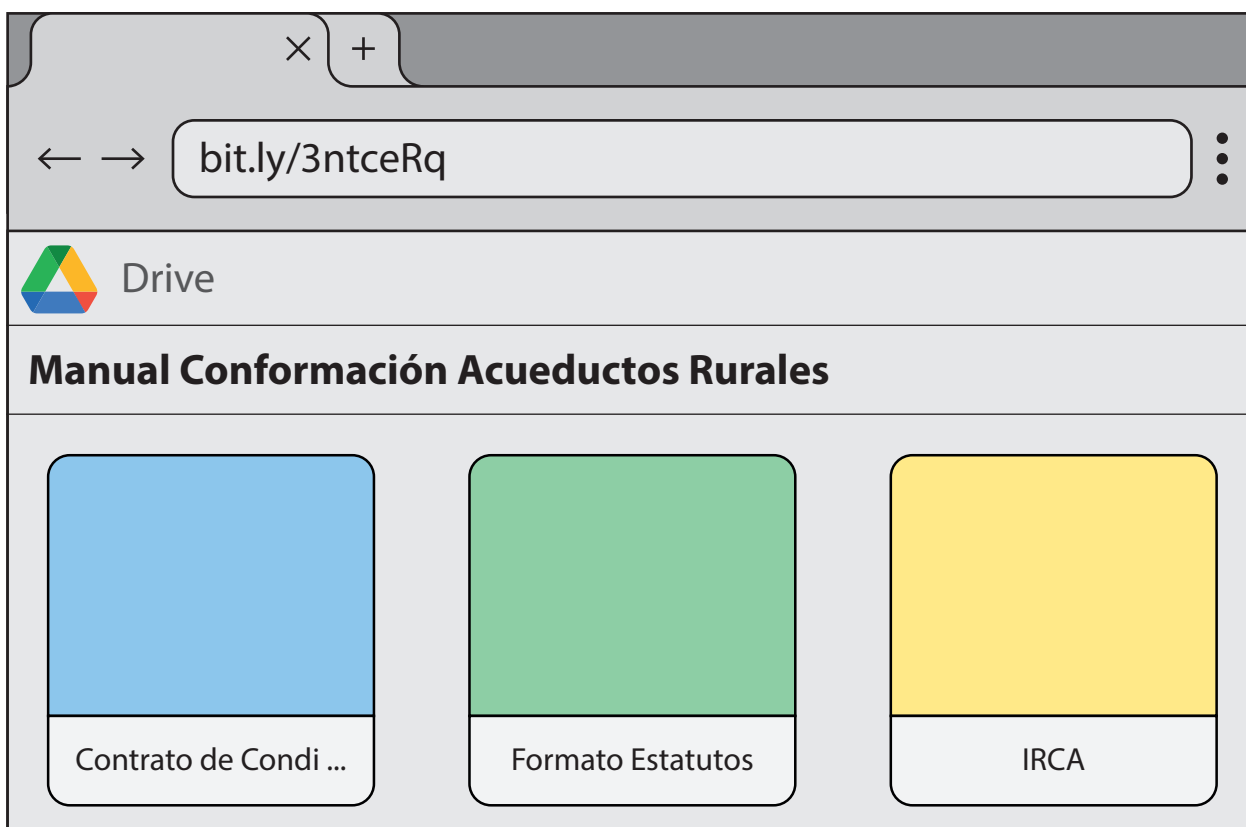 bit.ly/3ntceRq
Drive
Manual Conformación Acueductos Rurales
Contrato de Condi ...
Formato Estatutos
IRCA